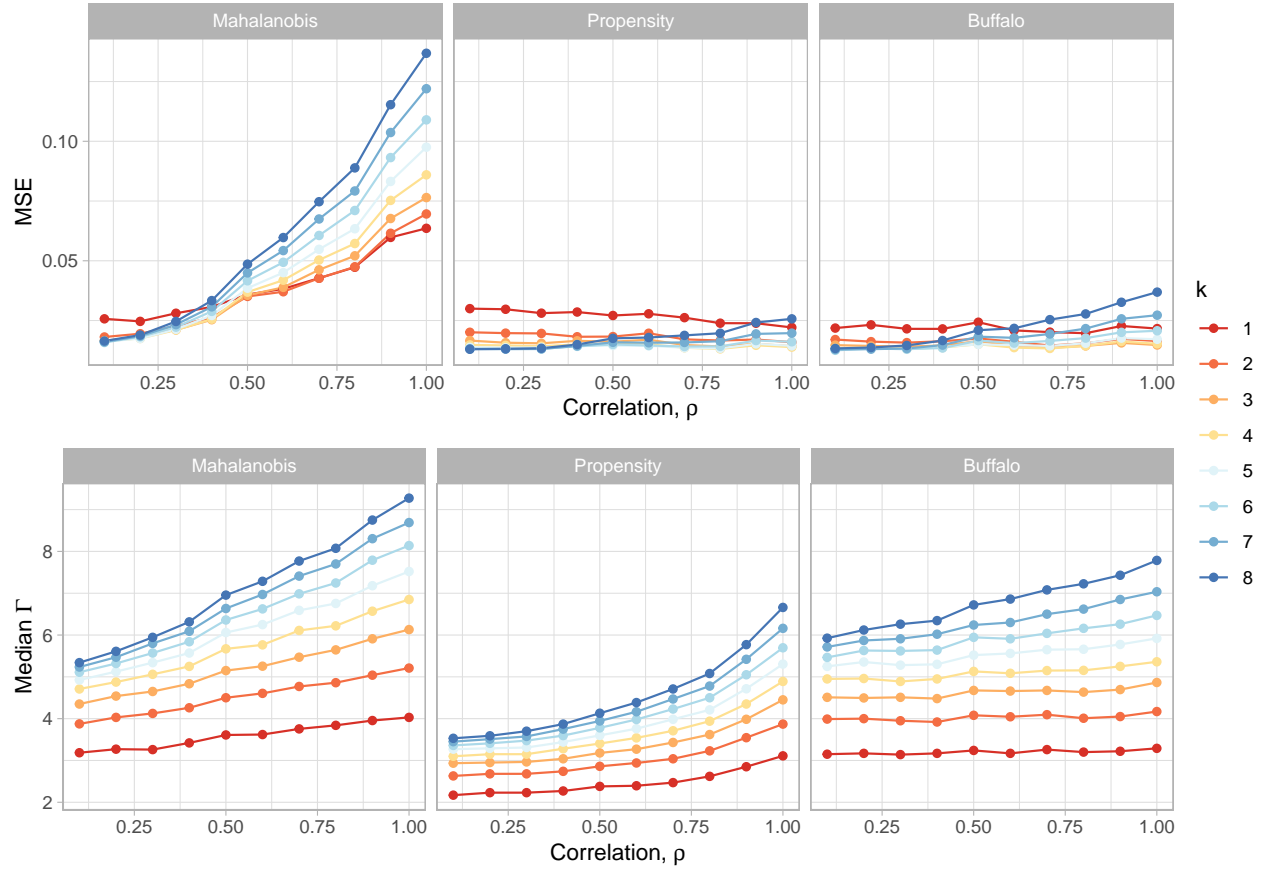 Mahalanobis Propensity Buffalo
MSE
0.10
0.05
0.25 0.50 0.75 1.00 0.25 0.50 0.75 1.00 0.25 0.50 0.75 1.00
Correlation, ρ
k
1
2
3
4
5
6
7
8
Mahalanobis Propensity Buffalo
Median Γ
8
6
4
2
0.25 0.50 0.75 1.00 0.25 0.50 0.75 1.00 0.25 0.50 0.75 1.00
Correlation, ρ